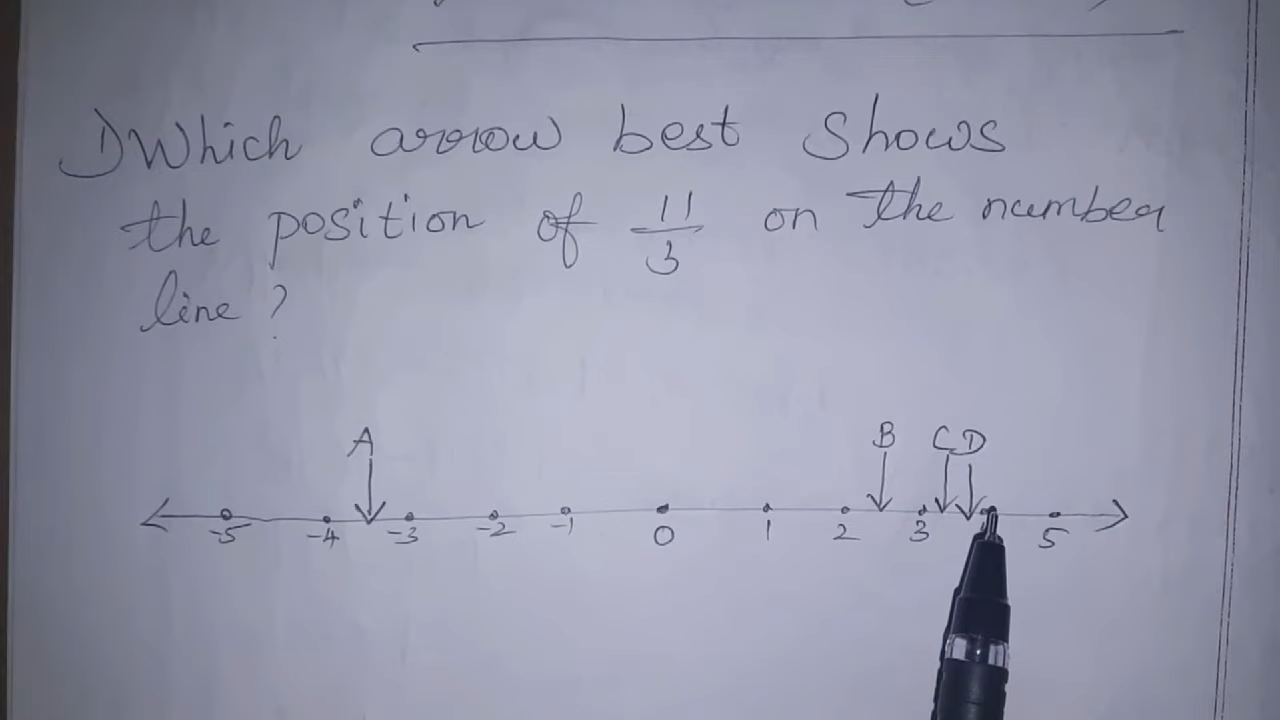 1) Which arrow best shows
the position of 11/3 on the number
line ?
A B C D
-5 -4 -3 -2 -1 0 1 2 3 5